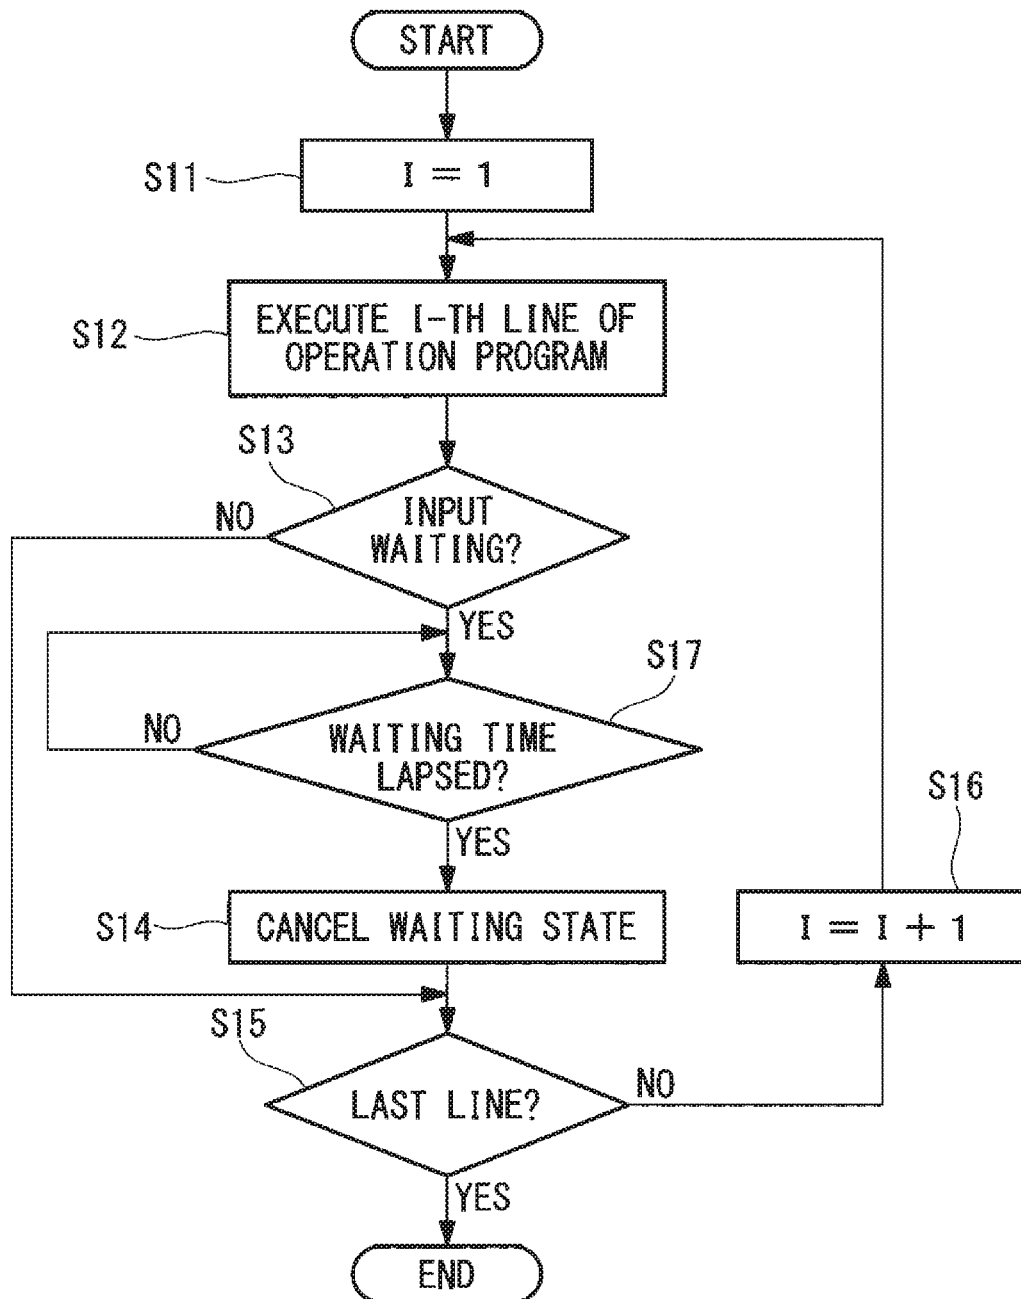 START
S11
I = 1
S12
EXECUTE I-TH LINE OF
OPERATION PROGRAM
S13
NO
INPUT
WAITING?
YES
S17
NO
WAITING TIME
LAPSED?
YES
S16
S14
CANCEL WAITING STATE
I = I + 1
S15
LAST LINE?
NO
YES
END